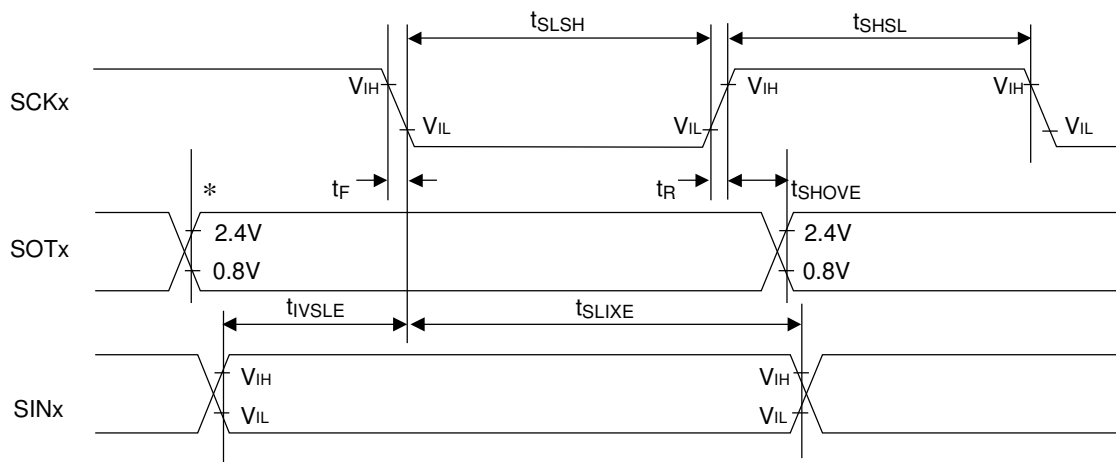 tSLSH tSHSL
SCKx VIH VIL VIL VIH VIH VIL
* tF tR tSHOVE
SOTx 2.4V 2.4V
0.8V 0.8V
tIVSLE tSLIXE
SINx VIH VIH
VIL VIL